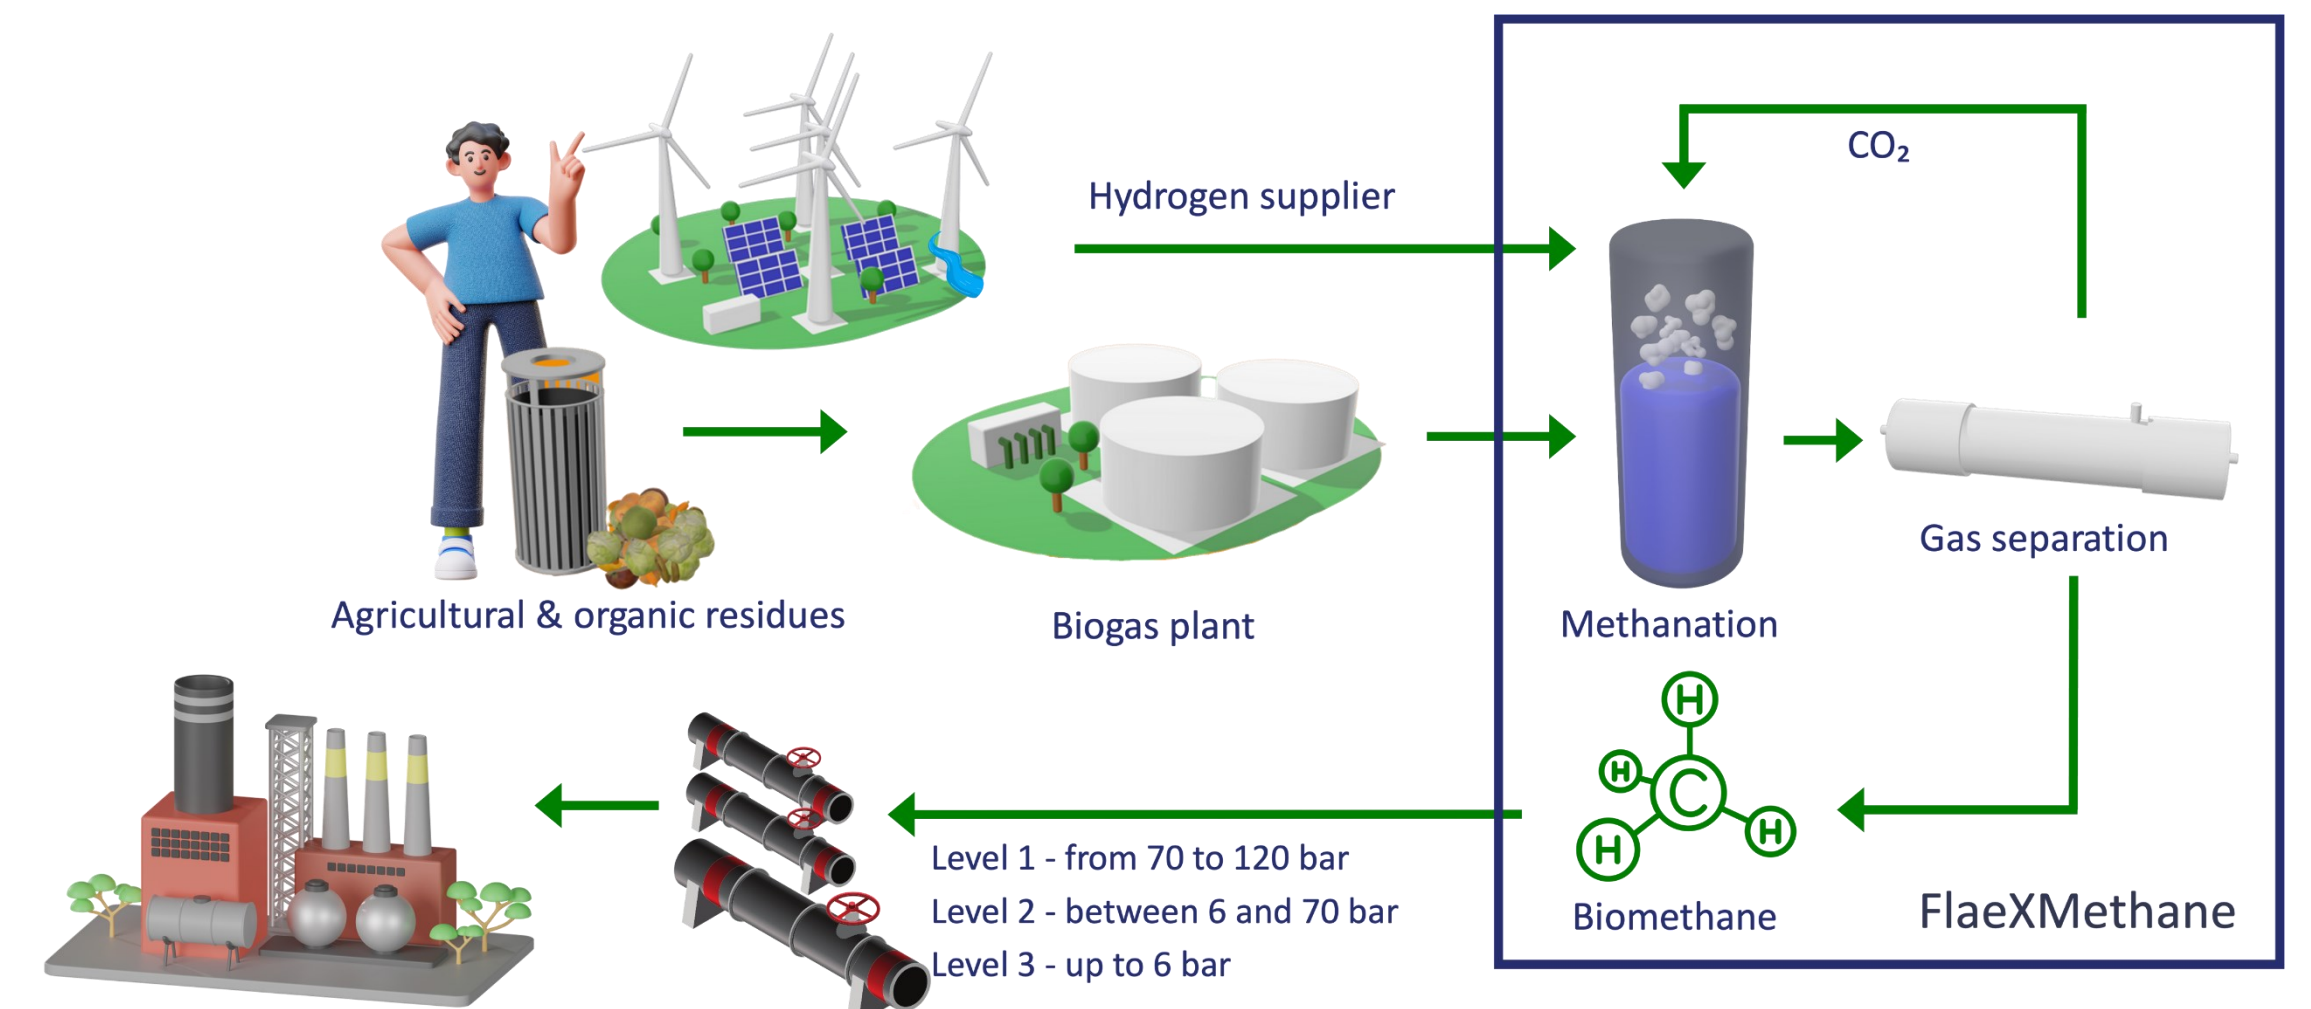 CO₂
Hydrogen supplier
Gas separation
Agricultural & organic residues
Biogas plant
Methanation
H
H
C
H
H
Level 1 - from 70 to 120 bar
Level 2 - between 6 and 70 bar
Level 3 - up to 6 bar
Biomethane
FlaeXMethane